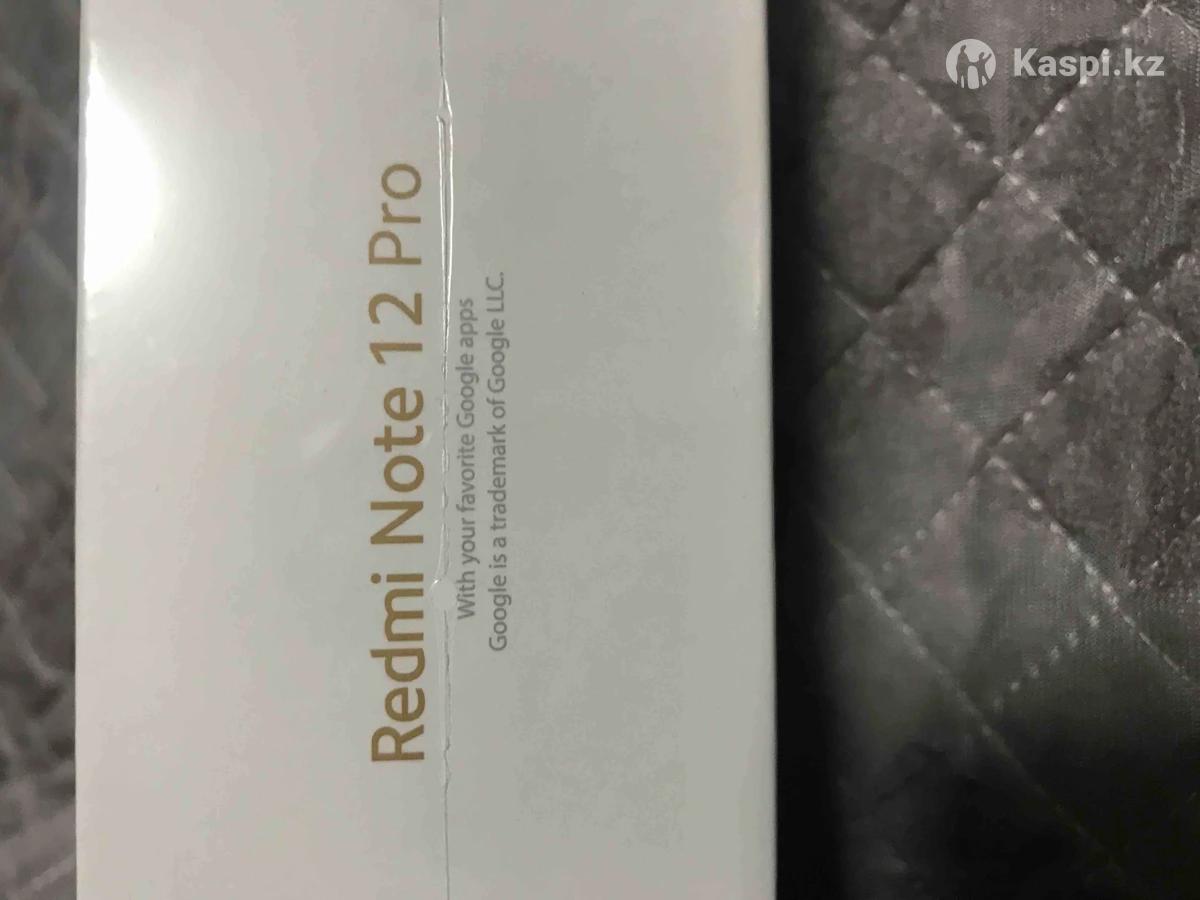 Kaspi.kz
Redmi Note 12 Pro
With your favorite Google apps
Google is a trademark of Google LLC.